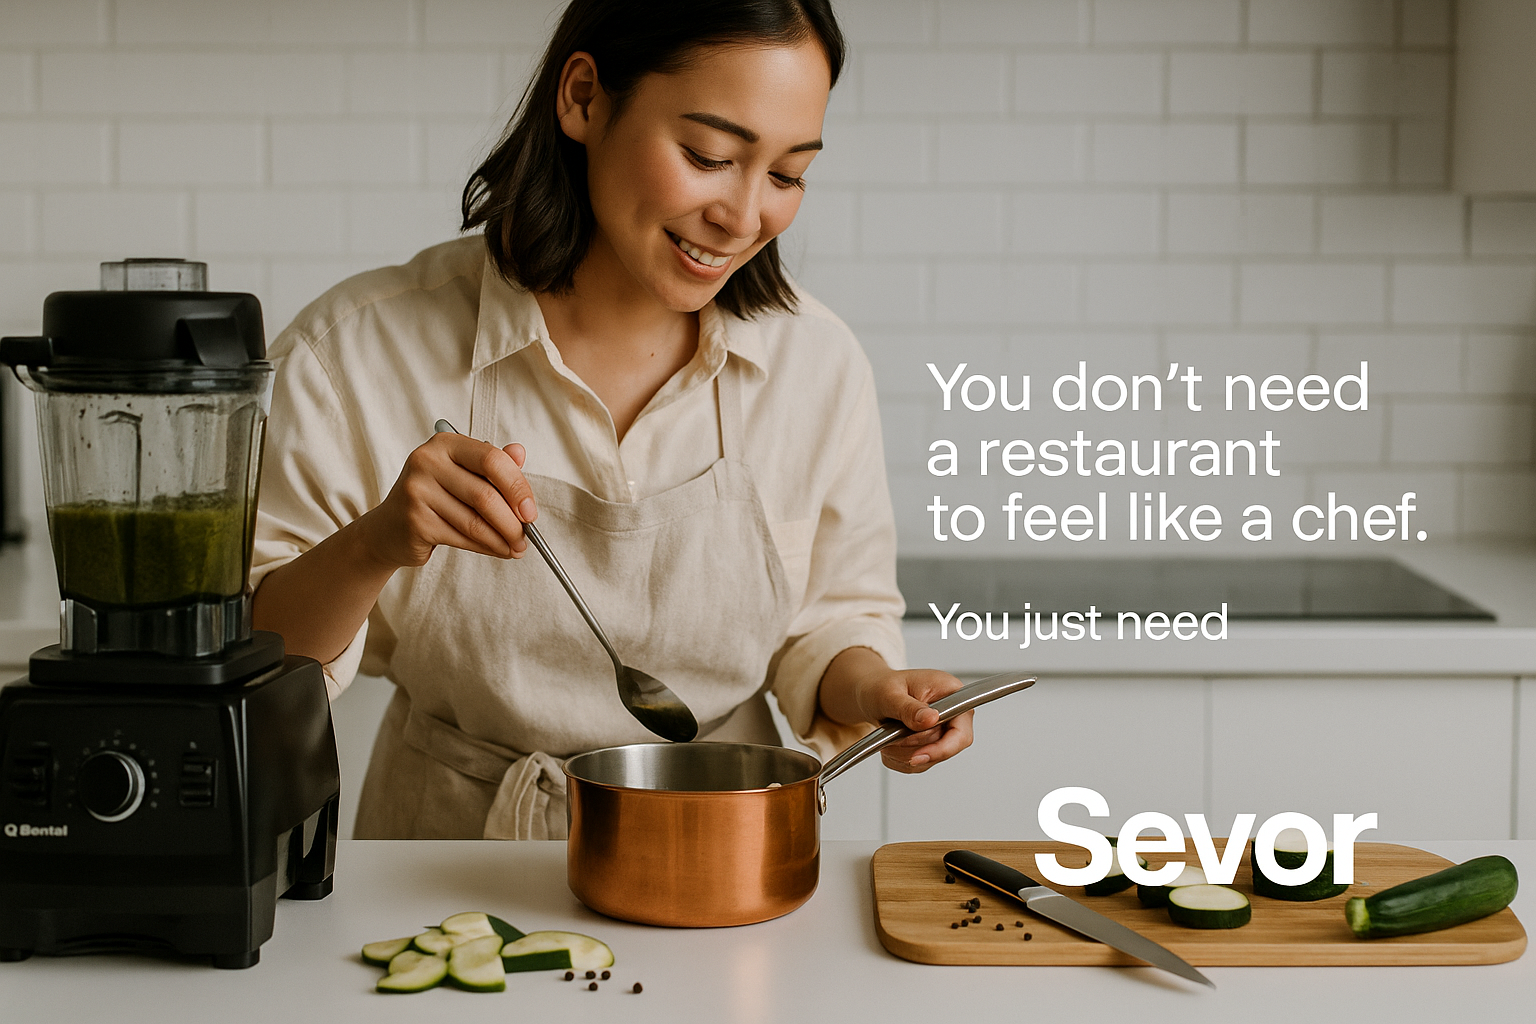 You don’t need
a restaurant
to feel like a chef.
You just need
Sevor
Q Bental